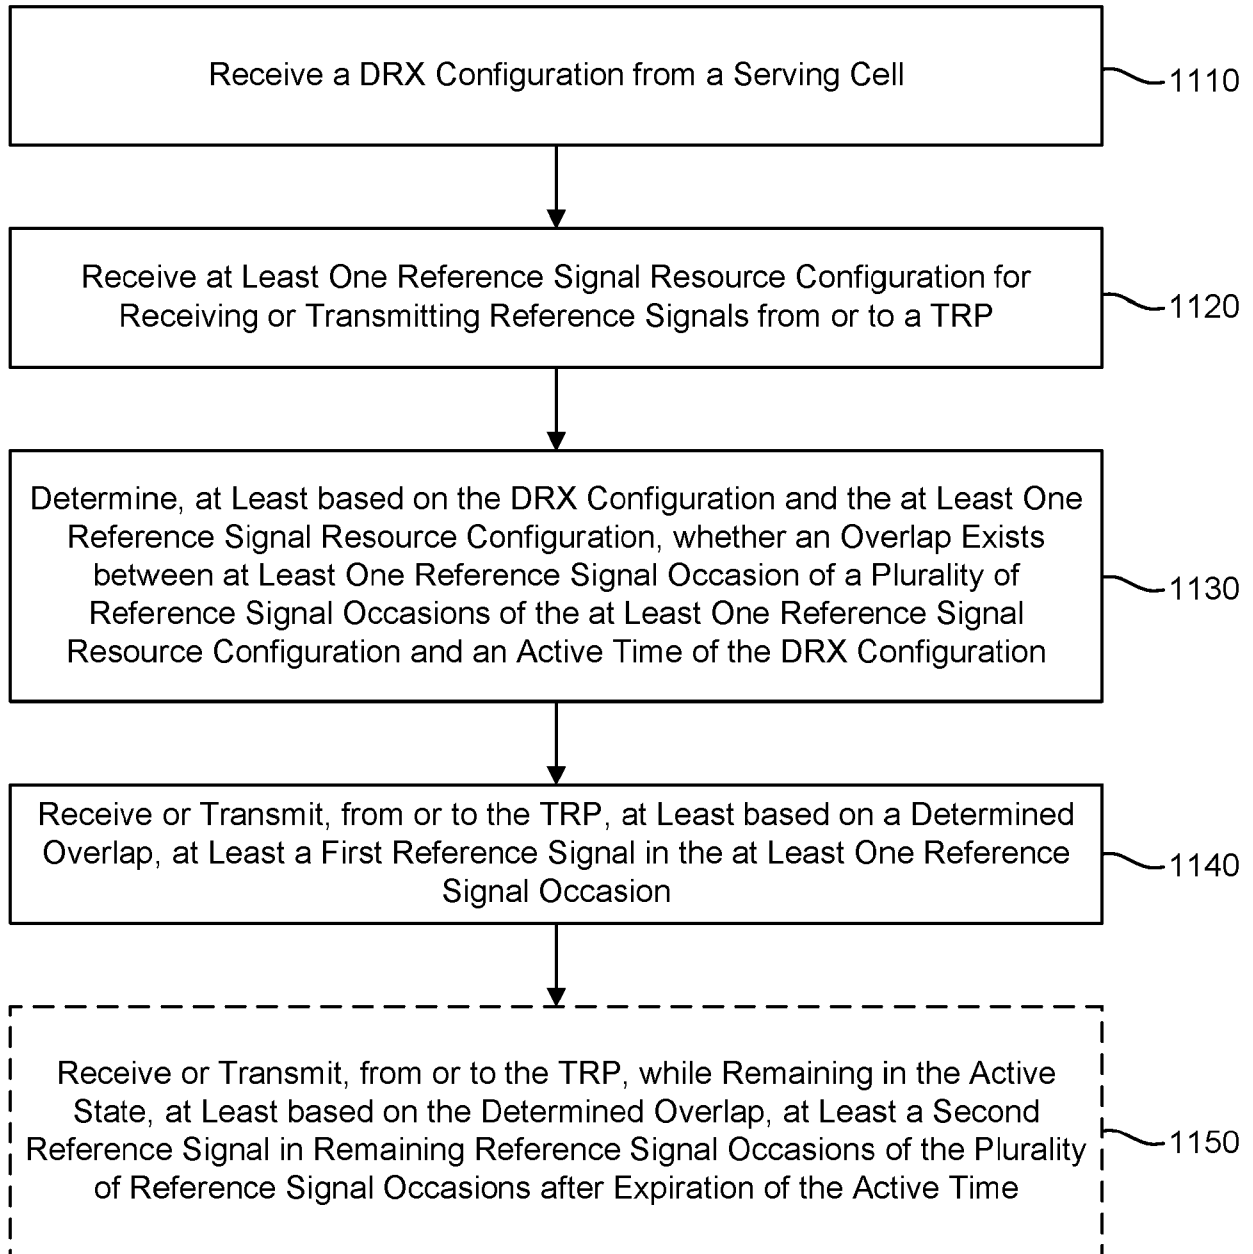 Receive a DRX Configuration from a Serving Cell
1110
Receive at Least One Reference Signal Resource Configuration for
Receiving or Transmitting Reference Signals from or to a TRP
1120
Determine, at Least based on the DRX Configuration and the at Least One
Reference Signal Resource Configuration, whether an Overlap Exists
between at Least One Reference Signal Occasion of a Plurality of
Reference Signal Occasions of the at Least One Reference Signal
Resource Configuration and an Active Time of the DRX Configuration
1130
Receive or Transmit, from or to the TRP, at Least based on a Determined
Overlap, at Least a First Reference Signal in the at Least One Reference
Signal Occasion
1140
Receive or Transmit, from or to the TRP, while Remaining in the Active
State, at Least based on the Determined Overlap, at Least a Second
Reference Signal in Remaining Reference Signal Occasions of the Plurality
of Reference Signal Occasions after Expiration of the Active Time
1150